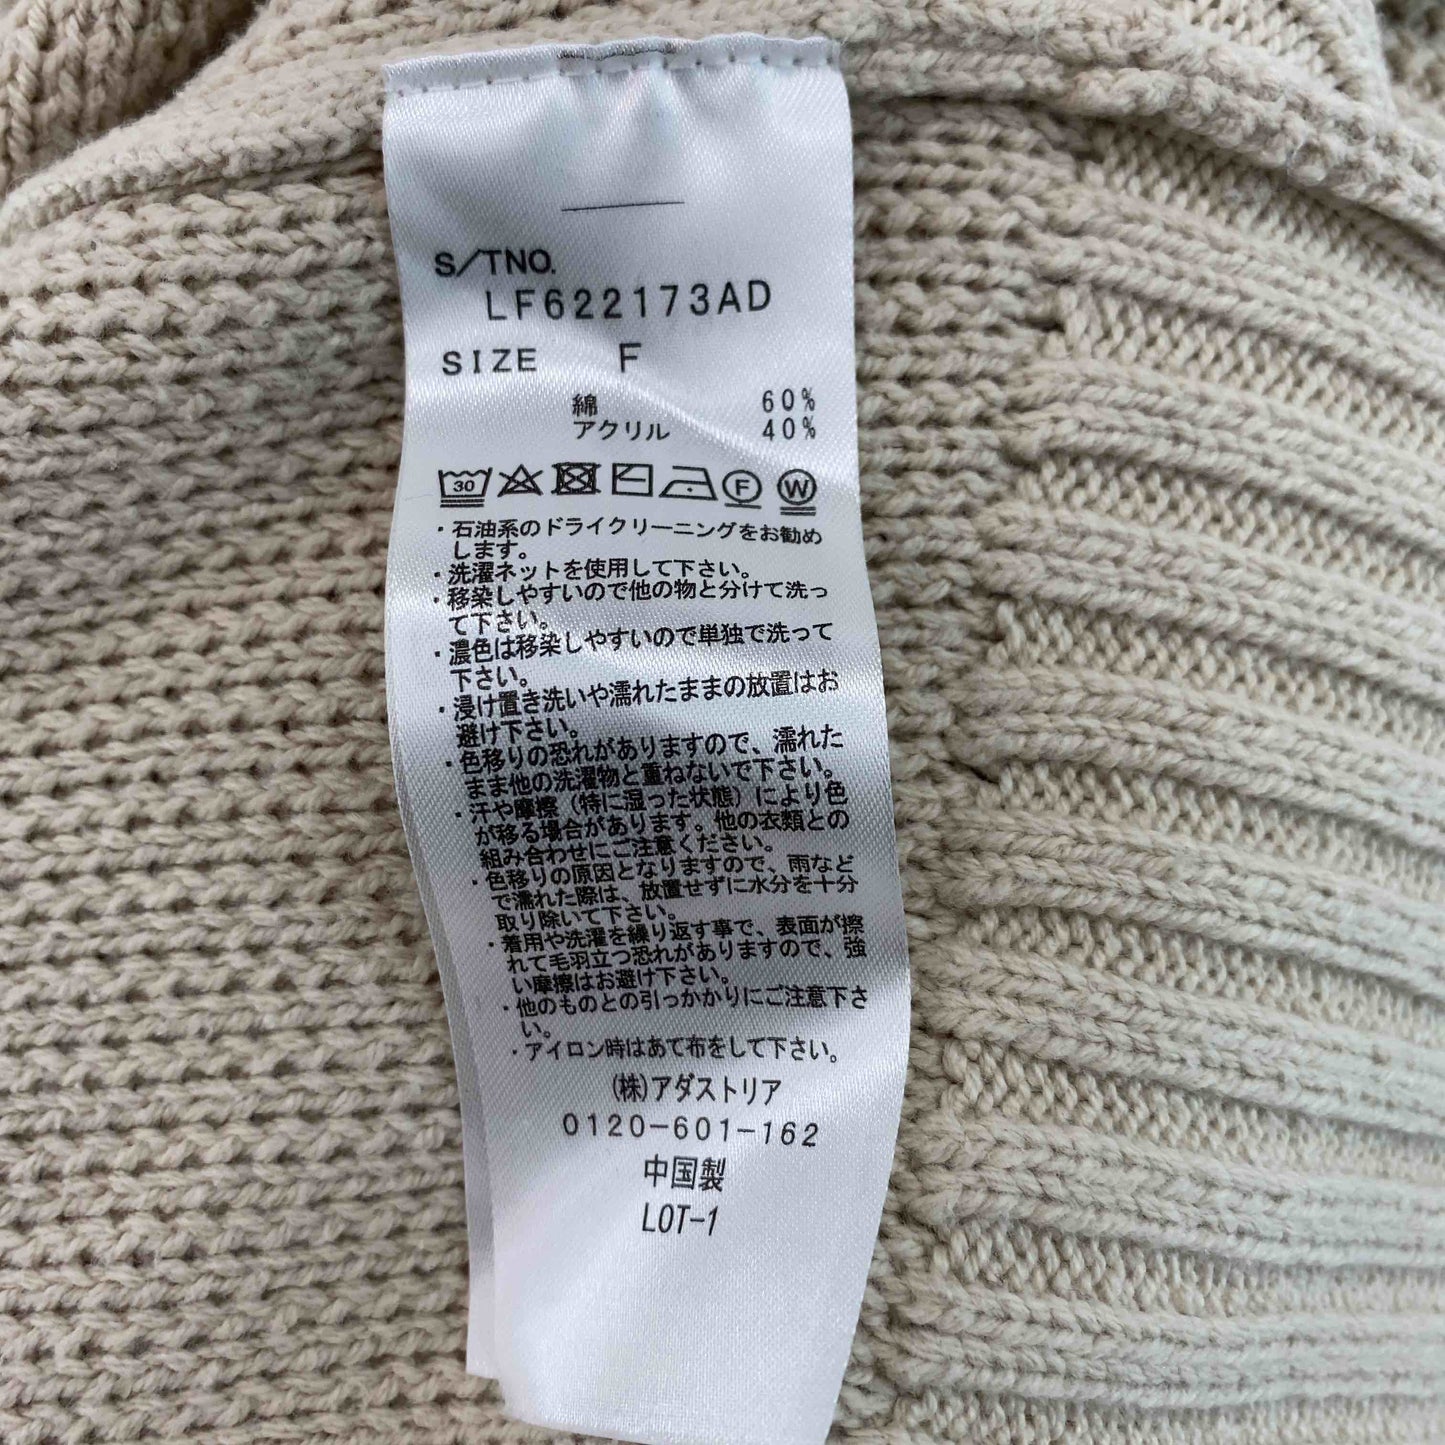 S/TNO.
LF622173AD
SIZE F
綿 60%
アクリル 40%
30 F W
・石油系のドライクリーニングをお勧め
します。
・洗濯ネットを使用して下さい。
・移染しやすいので他の物と分けて洗っ
て下さい。
・濃色は移染しやすいので単独で洗って
下さい。
・浸け置き洗いや濡れたままの放置はお
避け下さい。
・色移りの恐れがありますので、濡れた
まま他の洗濯物と重ねないで下さい。
・汗や摩擦（特に湿った状態）により色
が移る場合があります。他の衣類との
組み合わせにご注意ください。
・色移りの原因となりますので、雨など
で濡れた際は、放置せずに水分を十分
取り除いて下さい。
・着用や洗濯を繰り返す事で、表面が擦
れて毛羽立つ恐れがありますので、強
い摩擦はお避け下さい。
・他のものとの引っかかりにご注意下さ
い。
・アイロン時はあて布をして下さい。
(株)アダストリア
0120-601-162
中国製
LOT-1